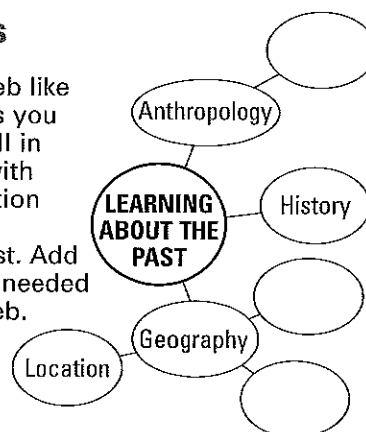 s
eb like
s you
ll in
vith
tion
st. Add
needed
eb.
Anthropology
LEARNING
ABOUT THE
PAST
History
Geography
Location